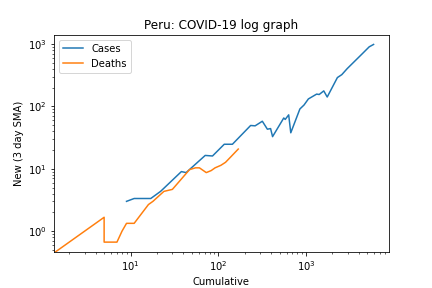 Peru: COVID-19 log graph
Cases
Deaths
New (3 day SMA)
10³
10²
10¹
10⁰
10¹
10²
10³
Cumulative